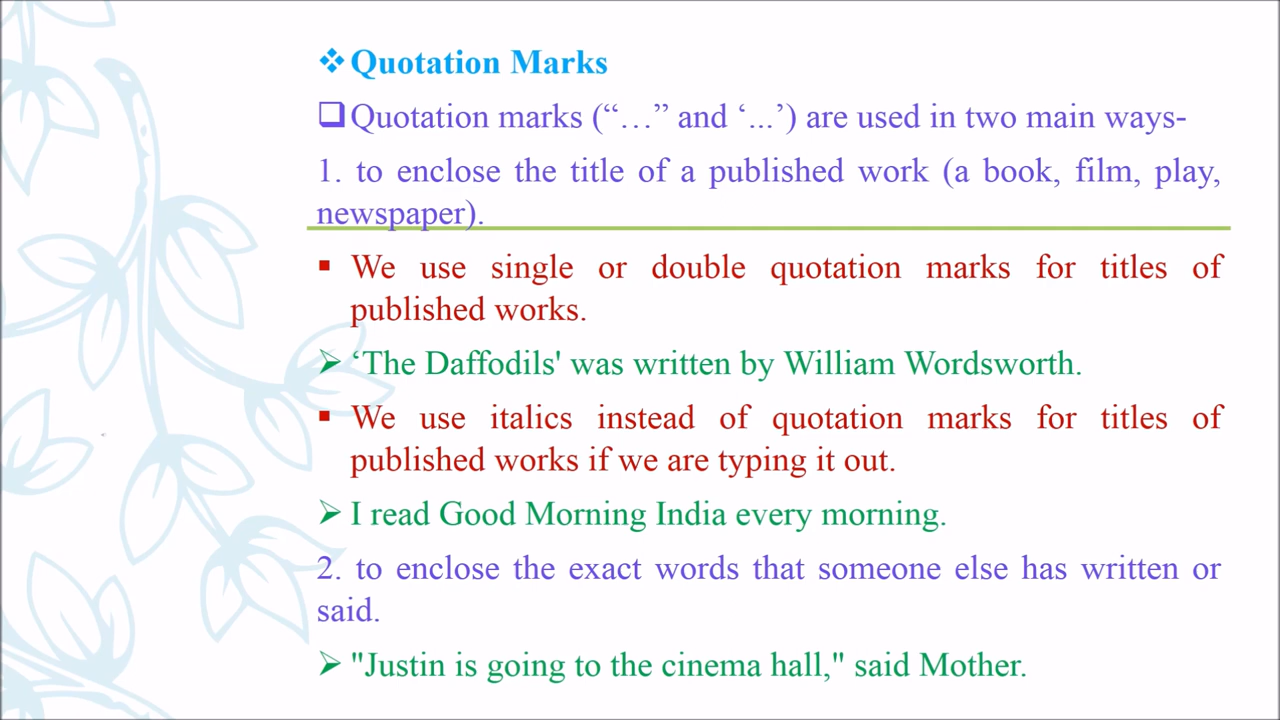 ❖Quotation Marks
❑Quotation marks (“…” and ‘...’) are used in two main ways-
1. to enclose the title of a published work (a book, film, play,
newspaper).
▪ We use single or double quotation marks for titles of
published works.
➢ ‘The Daffodils' was written by William Wordsworth.
▪ We use italics instead of quotation marks for titles of
published works if we are typing it out.
➢ I read Good Morning India every morning.
2. to enclose the exact words that someone else has written or
said.
➢ "Justin is going to the cinema hall," said Mother.